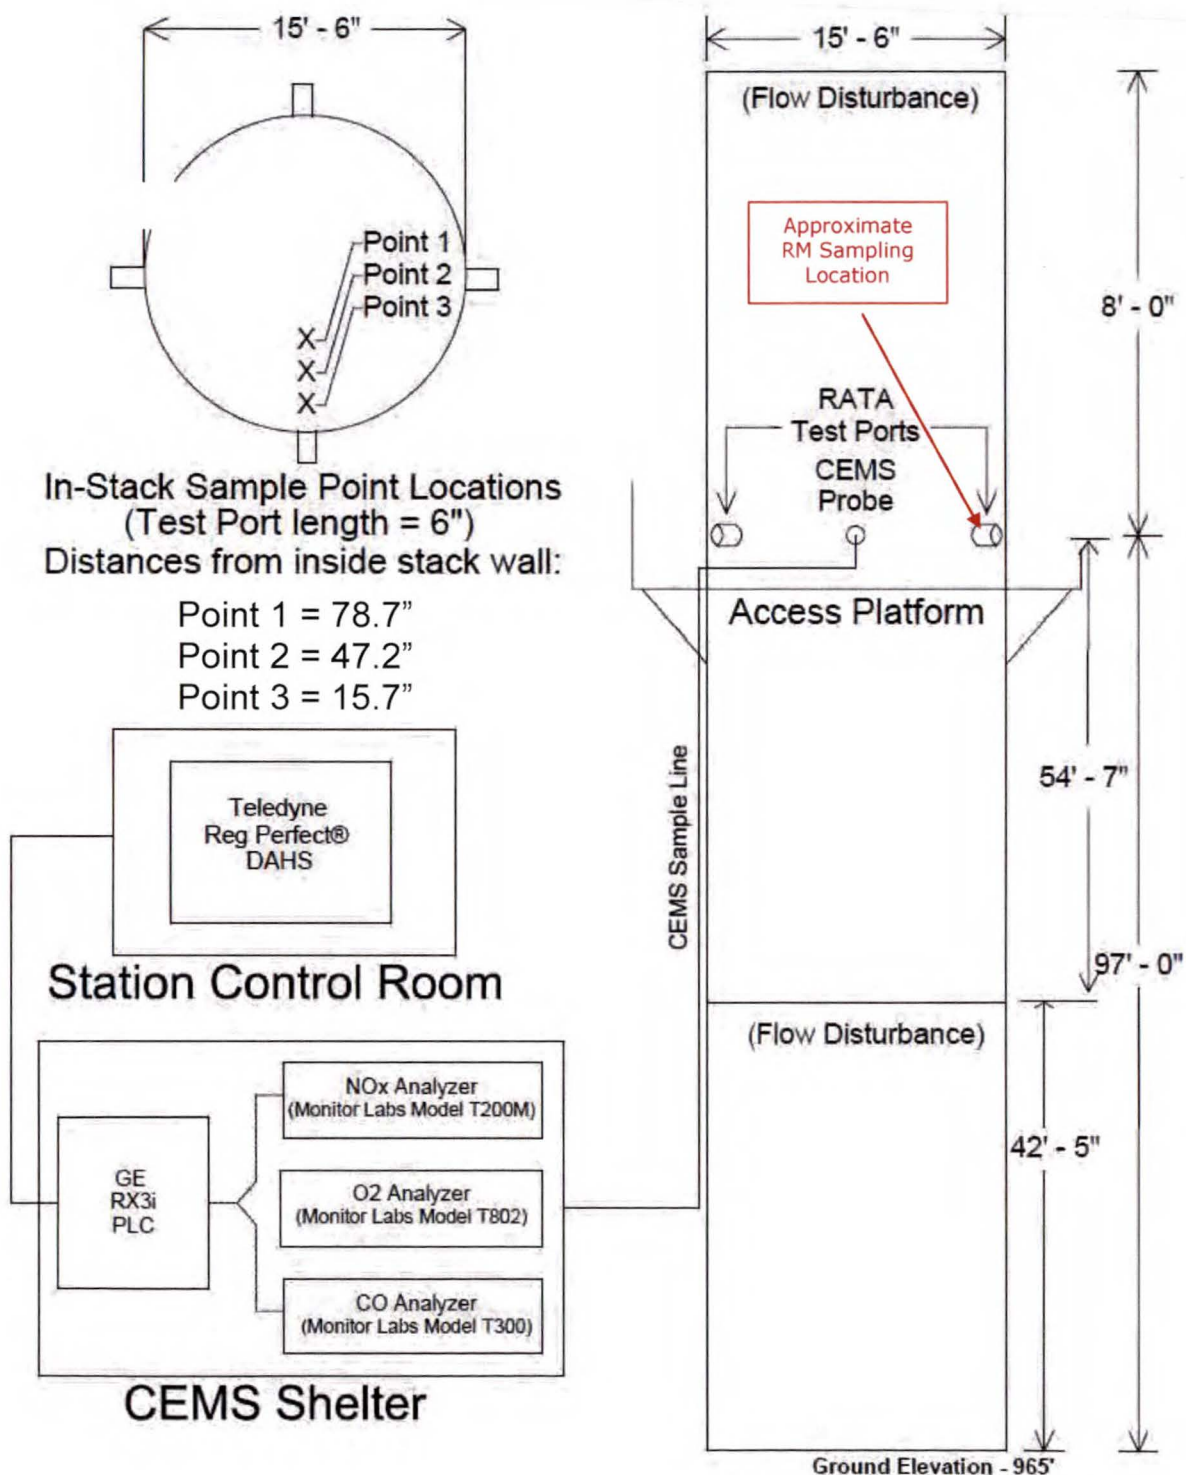 15' - 6"
Point 1
Point 2
Point 3
In-Stack Sample Point Locations
(Test Port length = 6")
Distances from inside stack wall:
Point 1 = 78.7”
Point 2 = 47.2”
Point 3 = 15.7”
Teledyne
Reg Perfect®
DAHS
Station Control Room
GE
RX3i
PLC
NOx Analyzer
(Monitor Labs Model T200M)
O2 Analyzer
(Monitor Labs Model T802)
CO Analyzer
(Monitor Labs Model T300)
CEMS Shelter
15' - 6"
(Flow Disturbance)
Approximate
RM Sampling
Location
8' - 0"
RATA
Test Ports
CEMS
Probe
Access Platform
CEMS Sample Line
54' - 7"
97' - 0"
(Flow Disturbance)
42' - 5"
Ground Elevation - 965'